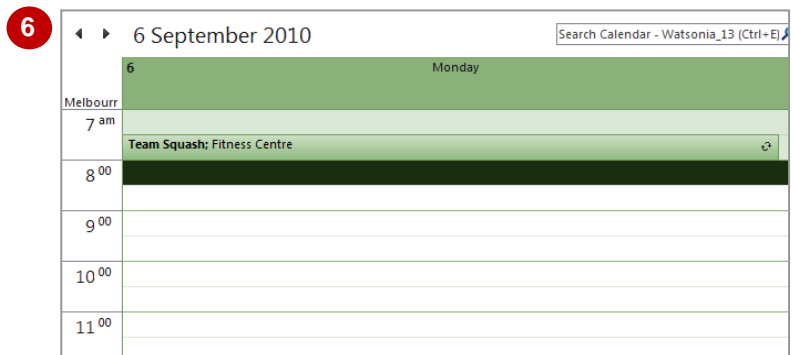 6
6 September 2010
Search Calendar - Watsonia_13 (Ctrl+E)
6 Monday
Melbourr
7 am
Team Squash; Fitness Centre
8 00
9 00
10 00
11 00